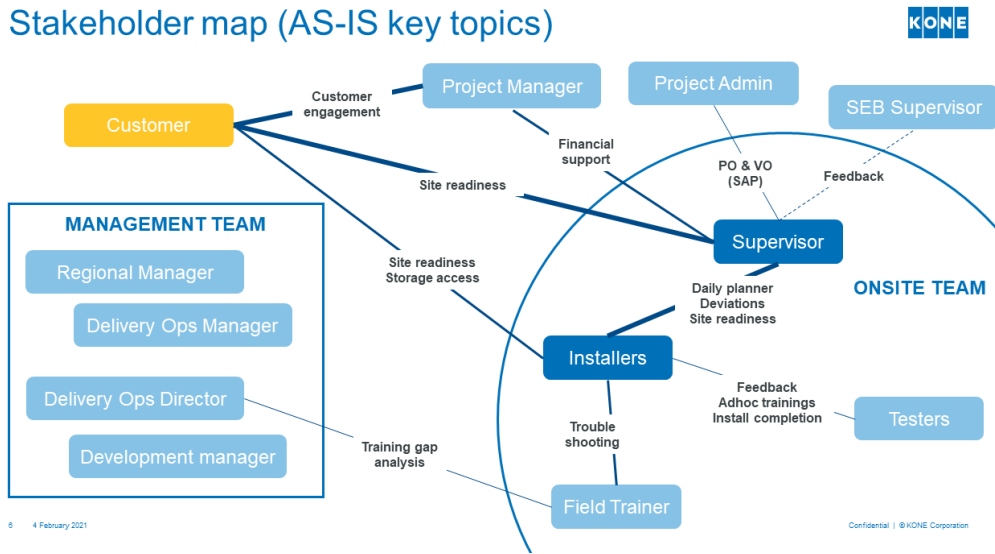 Stakeholder map (AS-IS key topics)
KONE
Customer
Customer
engagement
Project Manager
Project Admin
SEB Supervisor
Financial
support
PO & VO
(SAP)
Feedback
Site readiness
MANAGEMENT TEAM
Regional Manager
Delivery Ops Manager
Delivery Ops Director
Development manager
Site readiness
Storage access
Supervisor
ONSITE TEAM
Daily planner
Deviations
Site readiness
Installers
Feedback
Adhoc trainings
Install completion
Testers
Trouble
shooting
Training gap
analysis
Field Trainer
6
4 February 2021
Confidential | © KONE Corporation